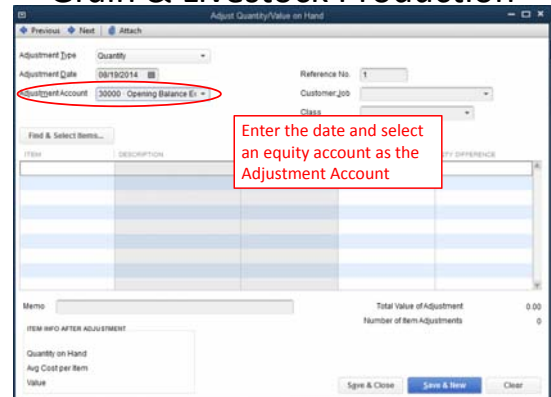 Grain & Livestock Production
Adjust Quantity/Value on Hand
Previous Next Attach
Adjustment Type Quantity
Adjustment Date 08/19/2014 Reference No. 1
Adjustment Account 30000 · Opening Balance E Customer:Job
Class
Find & Select Items...
Enter the date and select
an equity account as the
Adjustment Account
ITEM DESCRIPTION TY DIFFERENCE
Memo Total Value of Adjustment 0.00
Number of Item Adjustments 0
ITEM INFO AFTER ADJUSTMENT
Quantity on Hand
Avg Cost per Item
Value Save & Close Save & New Clear